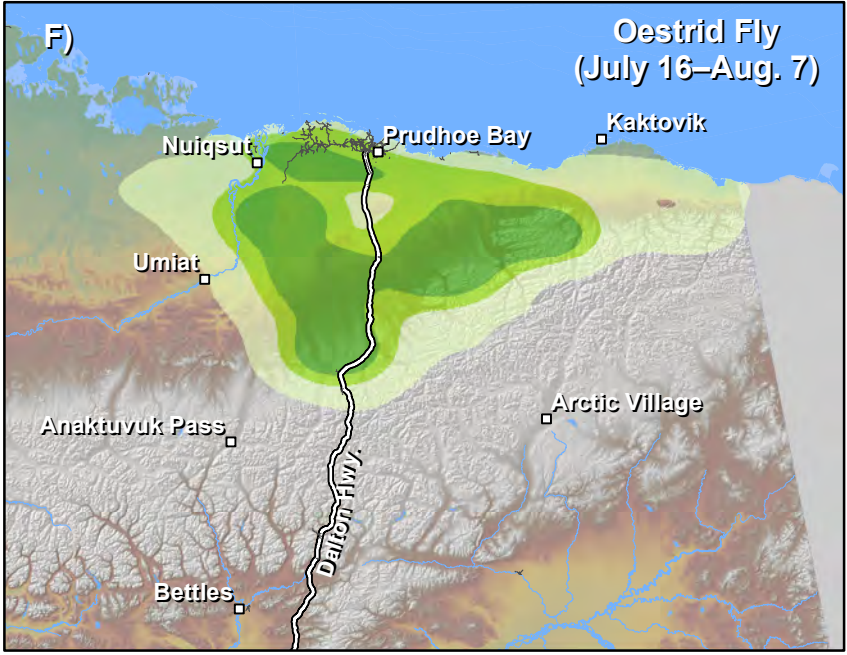 F)
Oestrid Fly
(July 16–Aug. 7)
Kaktovik
Prudhoe Bay
Nuiqsut
Umiat
Arctic Village
Anaktuvuk Pass
Dalton Hwy.
Bettles